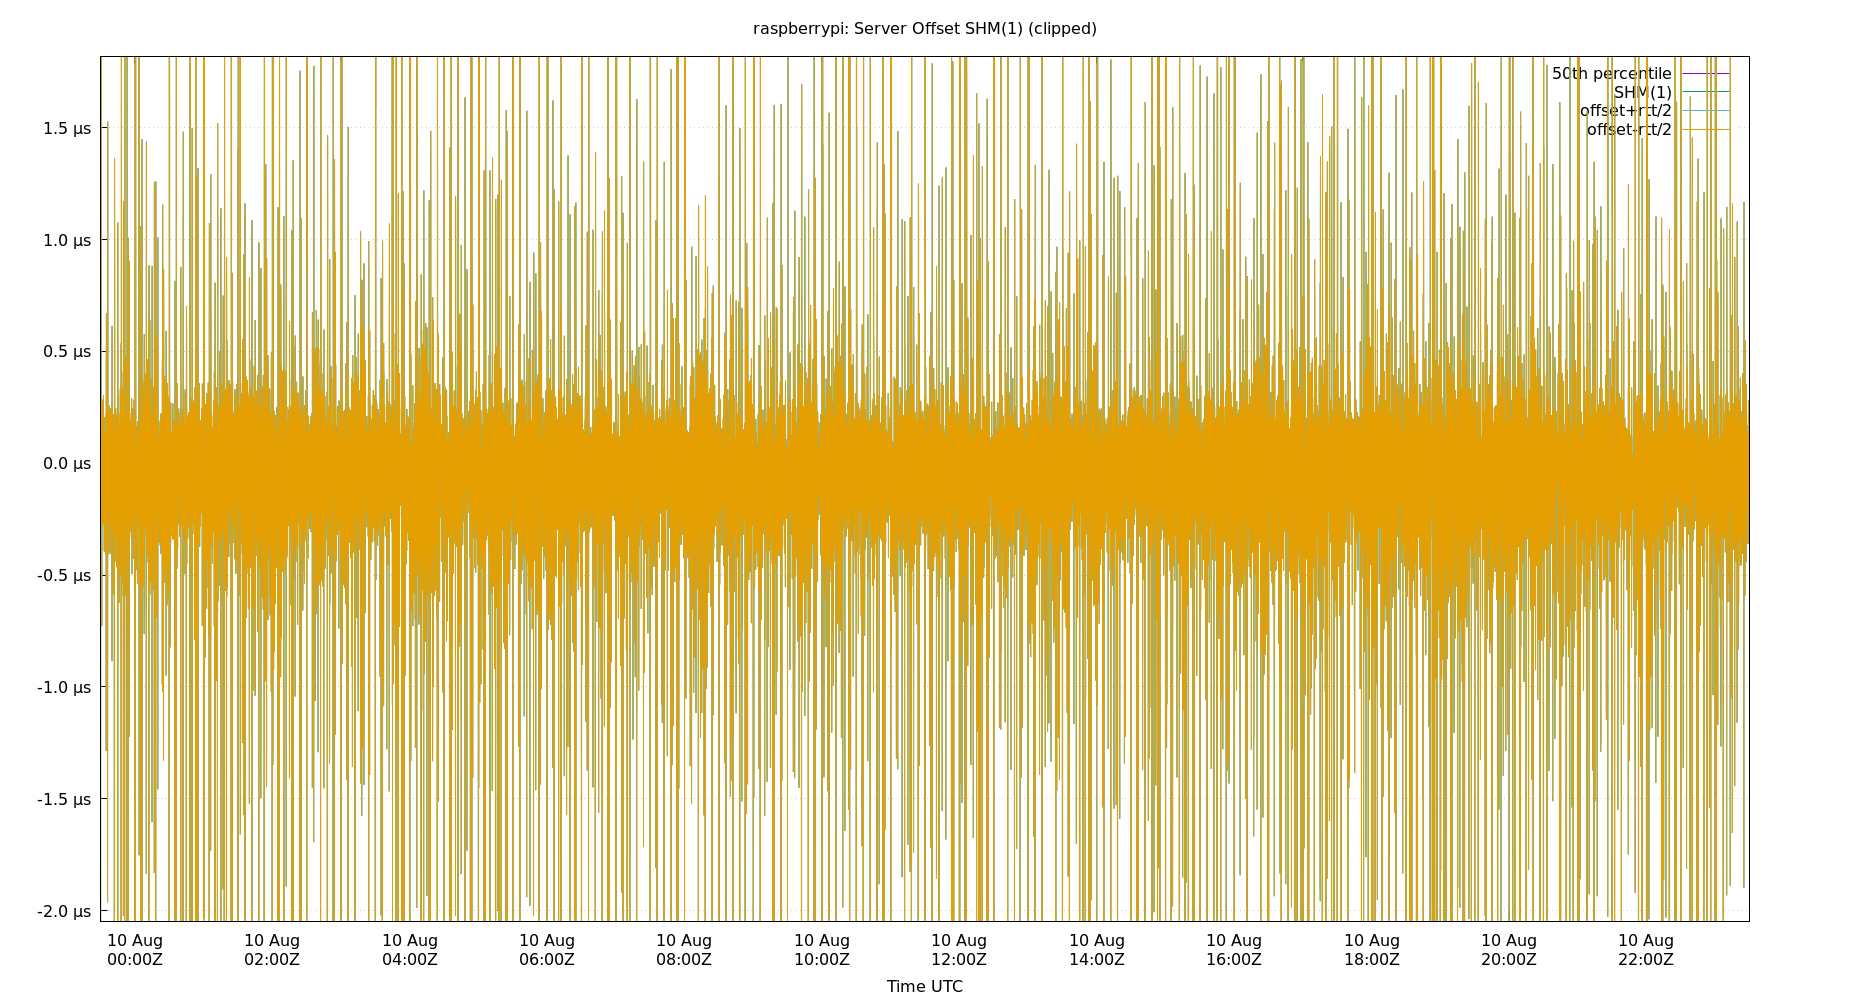 raspberrypi: Server Offset SHM(1) (clipped)
50th percentile
SHM(1)
offset+rtt/2
offset-rtt/2
1.5 µs
1.0 µs
0.5 µs
0.0 µs
-0.5 µs
-1.0 µs
-1.5 µs
-2.0 µs
10 Aug 10 Aug 10 Aug 10 Aug 10 Aug 10 Aug 10 Aug 10 Aug 10 Aug 10 Aug 10 Aug 10 Aug
00:00Z 02:00Z 04:00Z 06:00Z 08:00Z 10:00Z 12:00Z 14:00Z 16:00Z 18:00Z 20:00Z 22:00Z
Time UTC